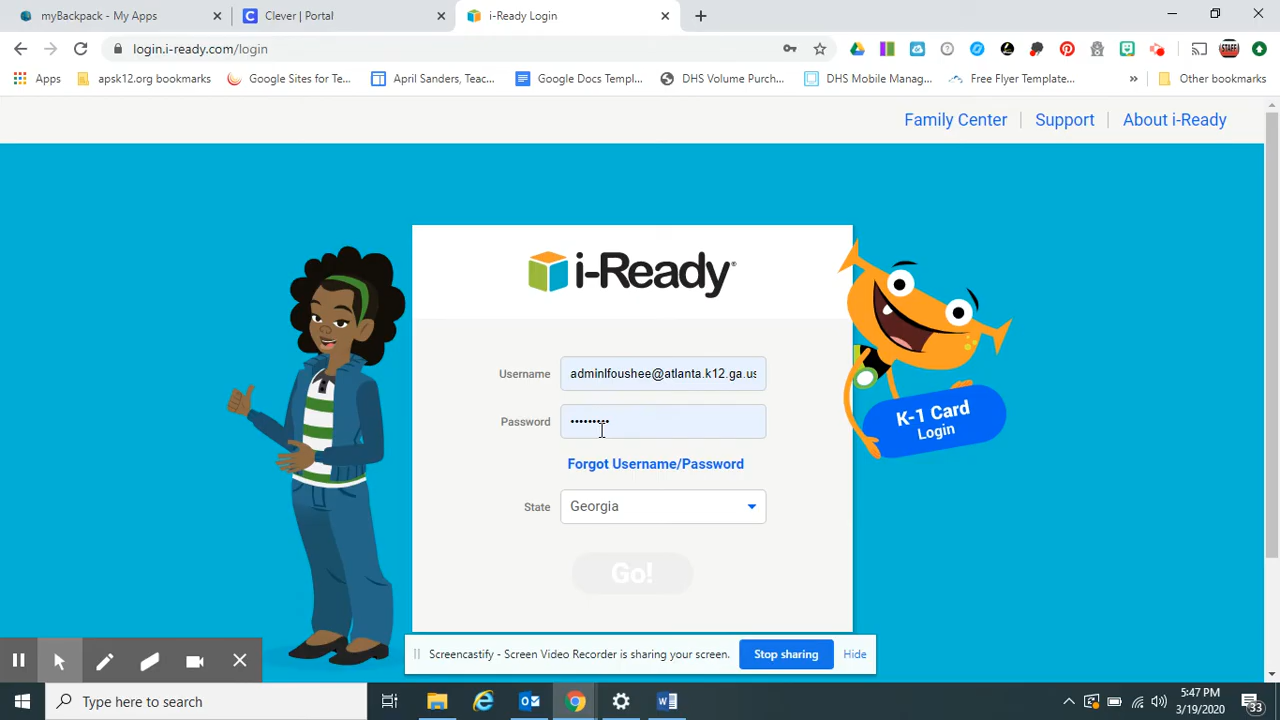 myBackpack - My Apps
Clever | Portal
i-Ready Login
login.i-ready.com/login
Apps
apsk12.org bookmarks
Google Sites for Te...
April Sanders, Teac...
Google Docs Templ...
DHS Volume Purch...
DHS Mobile Manag...
Free Flyer Template...
»
Other bookmarks
Family Center
Support
About i-Ready
i-Ready®
Username
adminlfoushee@atlanta.k12.ga.us
Password
•••••••••
Forgot Username/Password
State
Georgia
Go!
K-1 Card
Login
Screencastify - Screen Video Recorder is sharing your screen.
Stop sharing
Hide
Type here to search
5:47 PM
3/19/2020
33